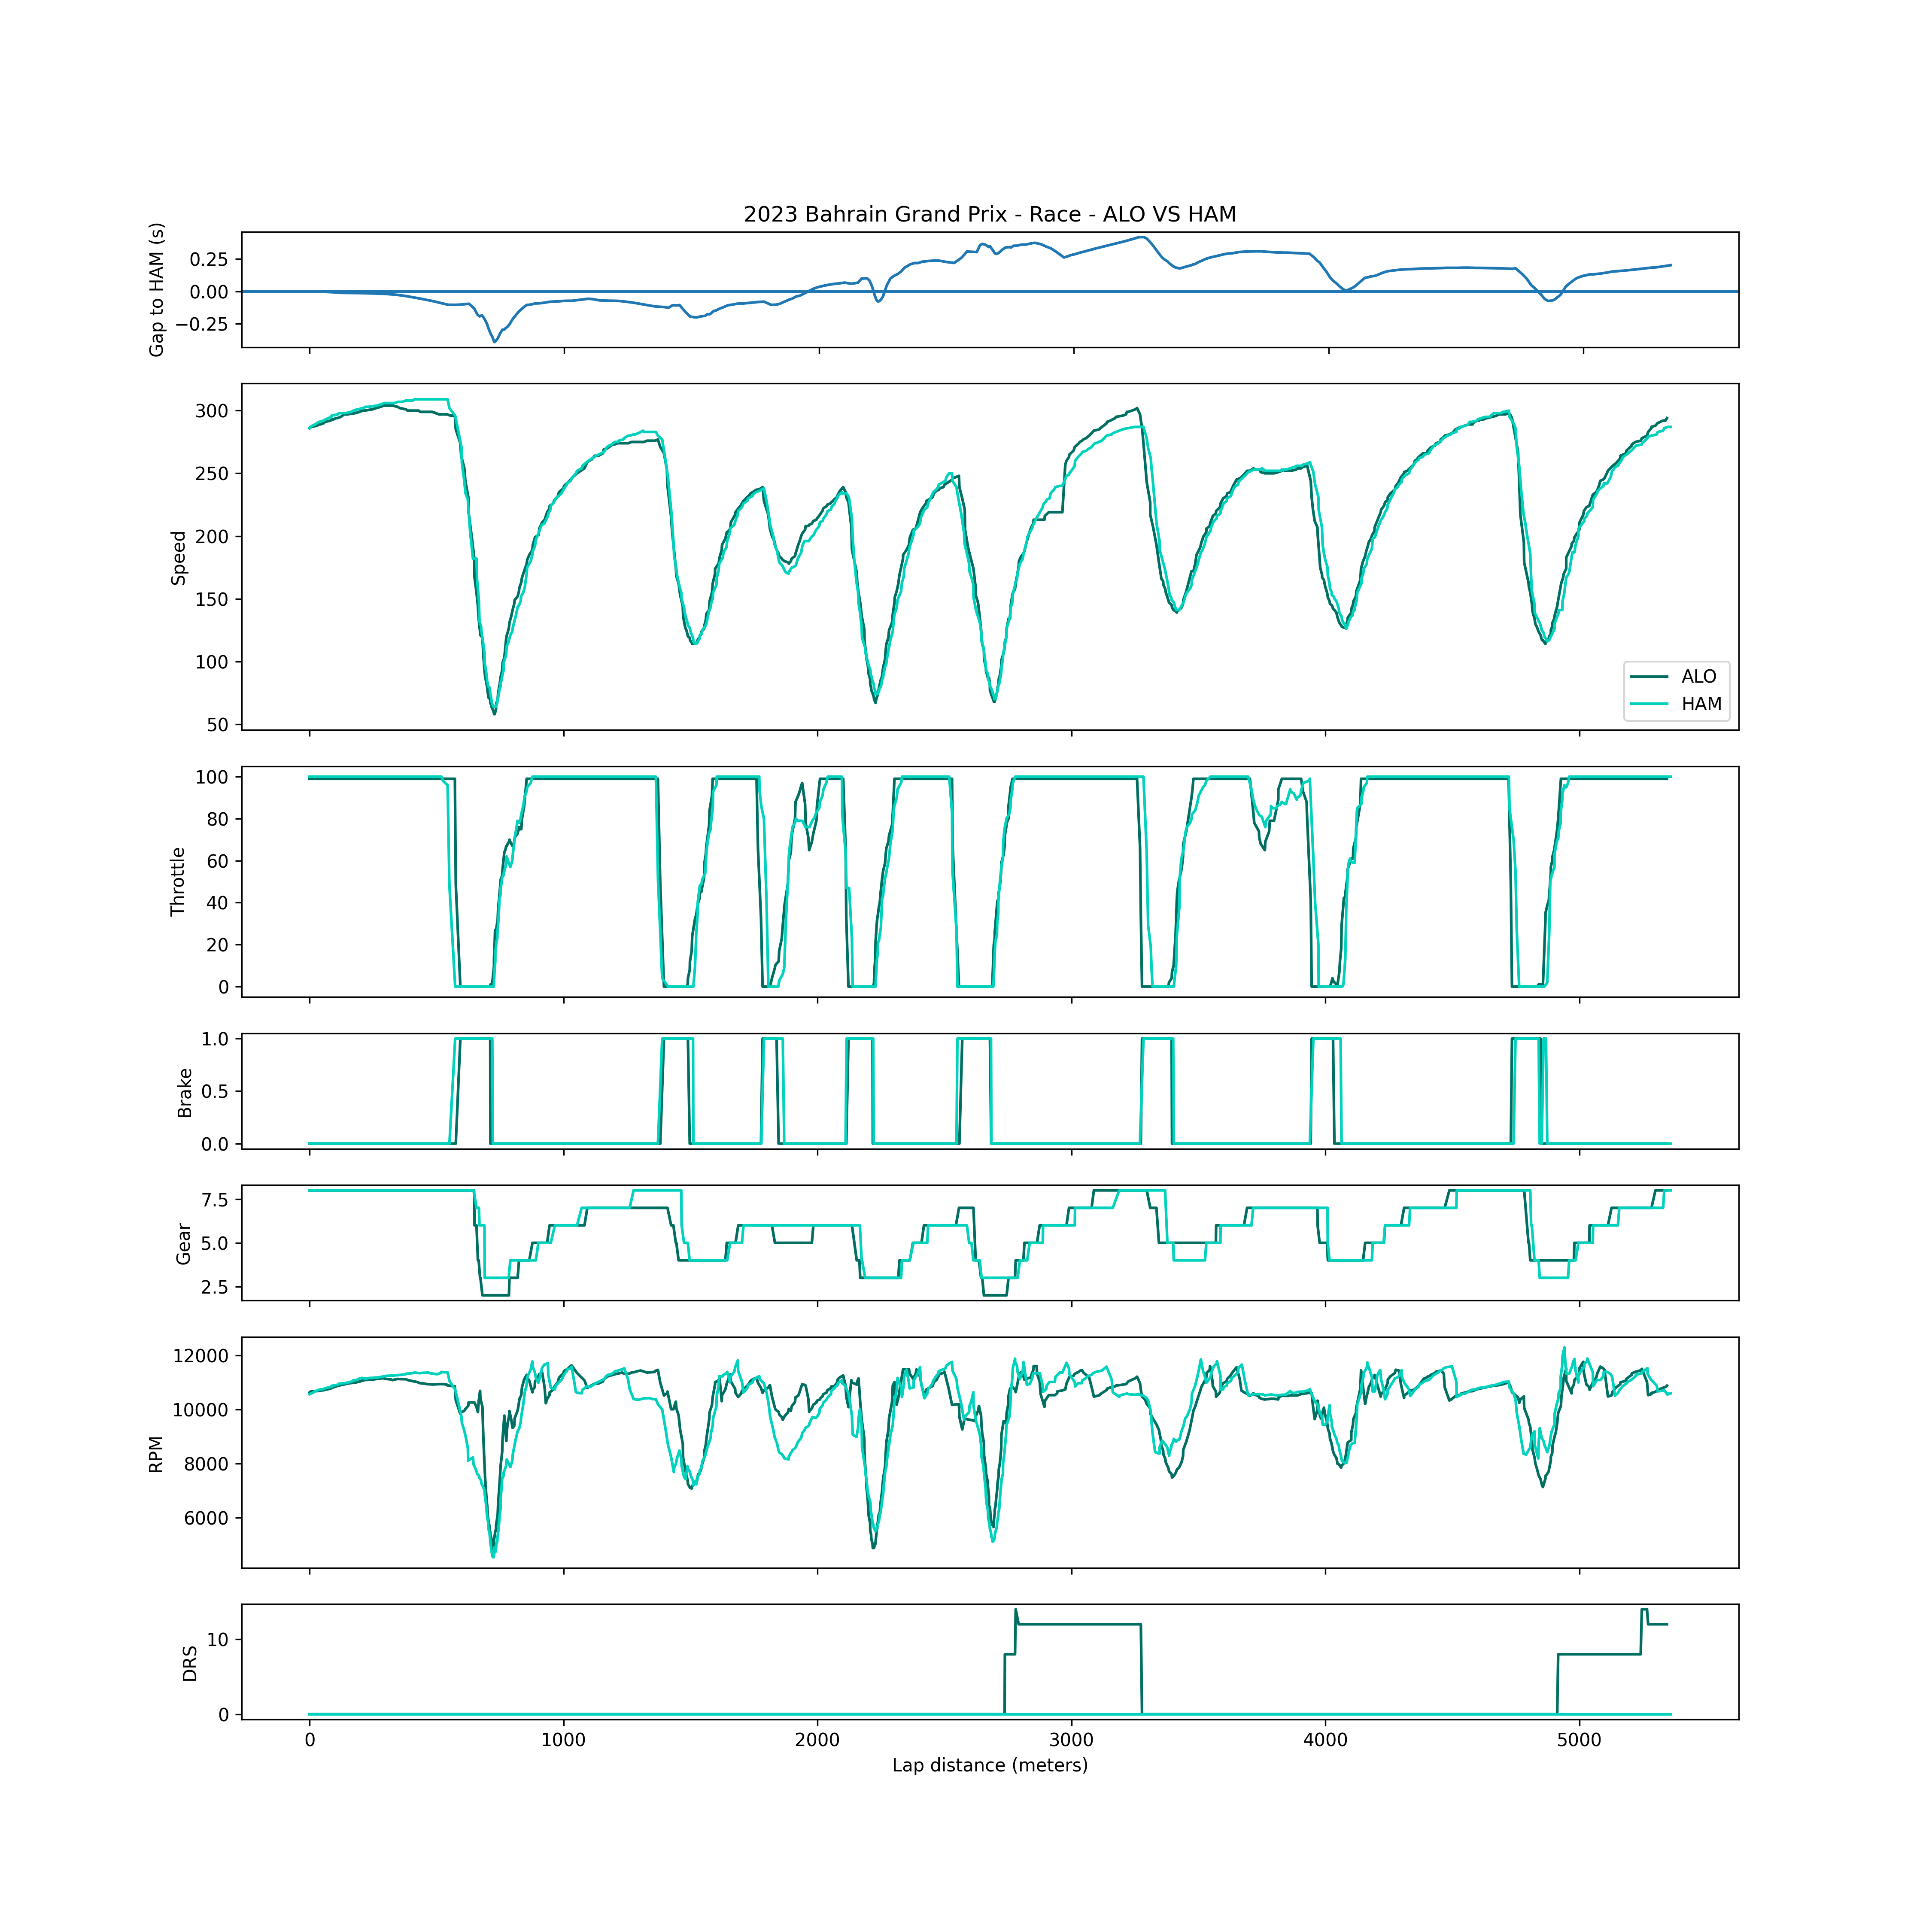 2023 Bahrain Grand Prix - Race - ALO VS HAM
Gap to HAM (s)
0.25
0.00
−0.25
Speed
300
250
200
150
100
50
ALO
HAM
Throttle
100
80
60
40
20
0
Brake
1.0
0.5
0.0
Gear
7.5
5.0
2.5
RPM
12000
10000
8000
6000
DRS
10
0
0 1000 2000 3000 4000 5000
Lap distance (meters)